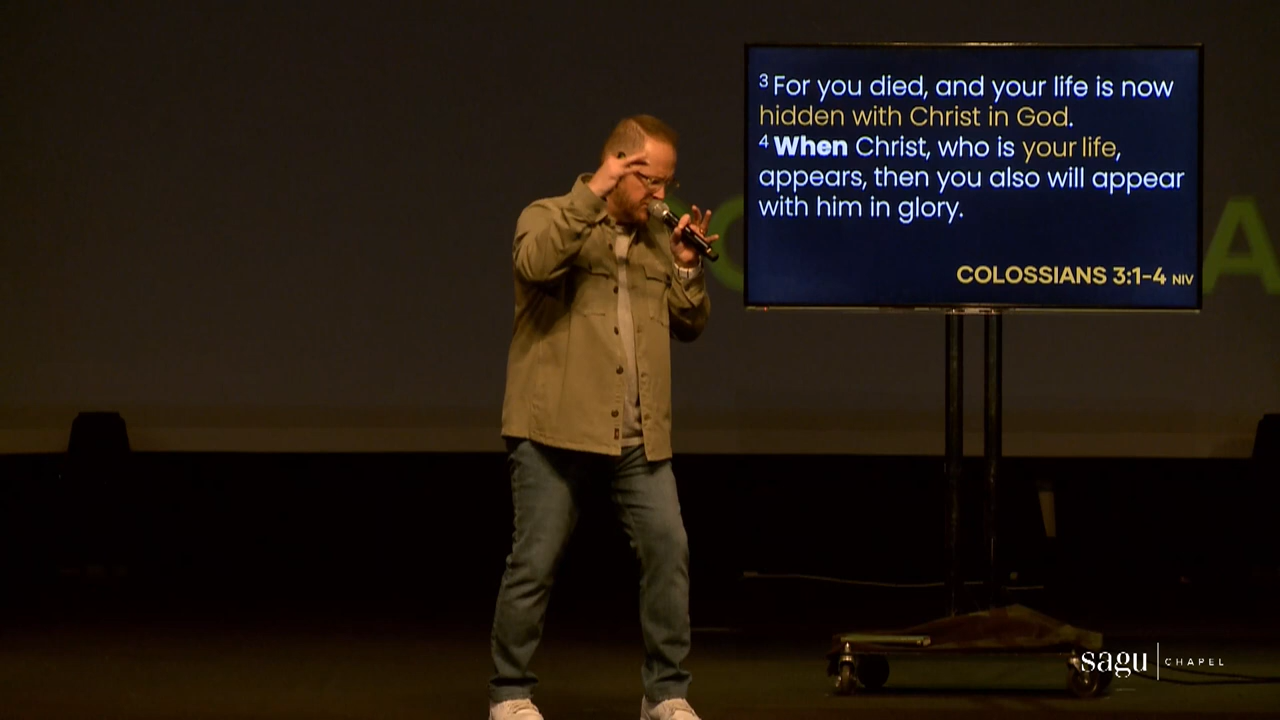 ³ For you died, and your life is now
hidden with Christ in God.
⁴ When Christ, who is your life,
appears, then you also will appear
with him in glory.
COLOSSIANS 3:1-4 NIV
sagu | CHAPEL